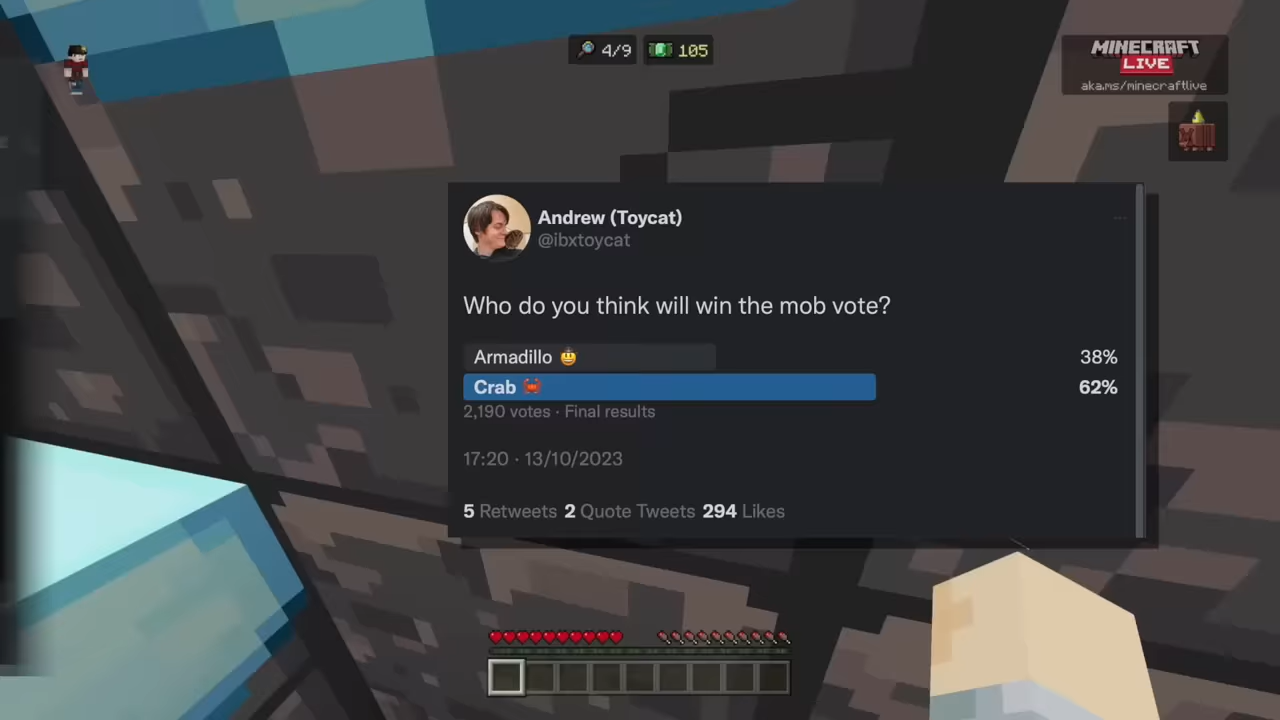 4/9
105
MINECRAFT
LIVE
aka.ms/minecraftlive
Andrew (Toycat)
@ibxtoycat
Who do you think will win the mob vote?
Armadillo 🤠 38%
Crab 🦀 62%
2,190 votes · Final results
17:20 · 13/10/2023
5 Retweets 2 Quote Tweets 294 Likes